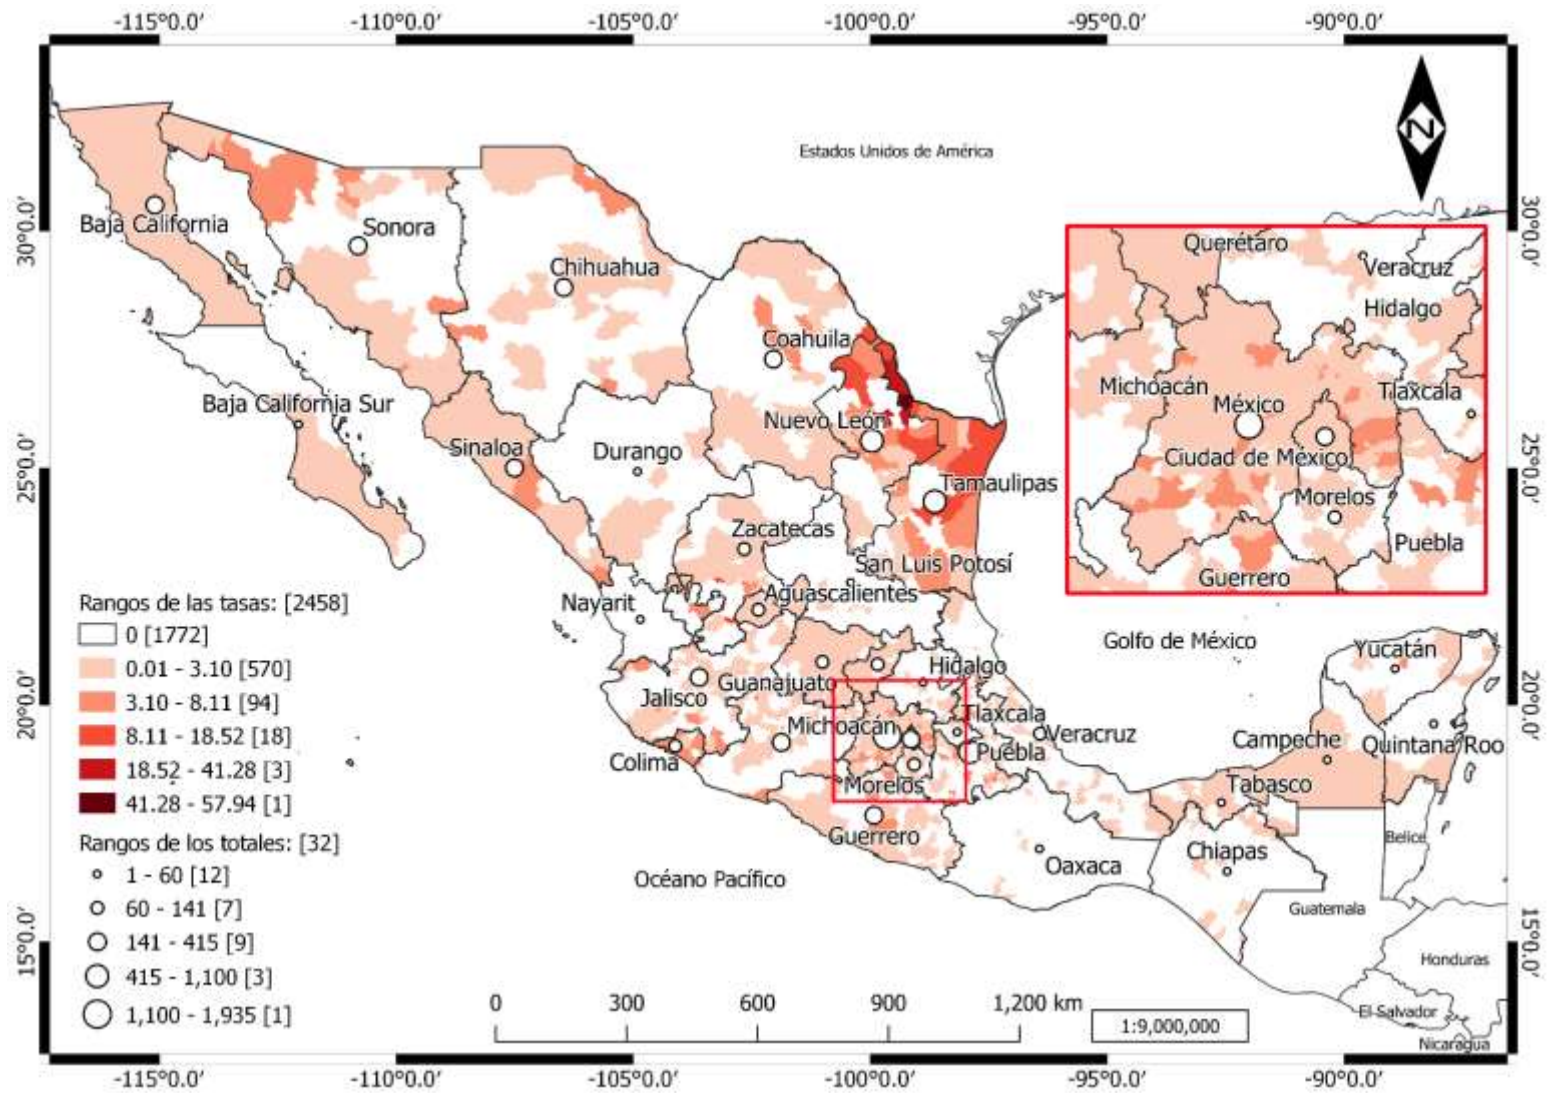 -115°0.0′ -110°0.0′ -105°0.0′ -100°0.0′ -95°0.0′ -90°0.0′
N
Estados Unidos de América
30°0.0′
25°0.0′
20°0.0′
15°0.0′
30°0.0′
25°0.0′
20°0.0′
15°0.0′
Baja California
Sonora
Chihuahua
Coahuila
Baja California Sur
Nuevo León
Sinaloa
Durango
Tamaulipas
Zacatecas
San Luis Potosí
Nayarit
Aguascalientes
Hidalgo
Jalisco
Guanajuato
Michoacán
Tlaxcala
Veracruz
Colima
Puebla
Morelos
Guerrero
Oaxaca
Océano Pacífico
Golfo de México
Yucatán
Campeche
Quintana Roo
Tabasco
Chiapas
Belice
Guatemala
Honduras
El Salvador
Nicaragua
Querétaro
Veracruz
Hidalgo
Michoacán
México
Tlaxcala
Ciudad de México
Morelos
Puebla
Guerrero
Rangos de las tasas: [2458]
0 [1772]
0.01 - 3.10 [570]
3.10 - 8.11 [94]
8.11 - 18.52 [18]
18.52 - 41.28 [3]
41.28 - 57.94 [1]
Rangos de los totales: [32]
1 - 60 [12]
60 - 141 [7]
141 - 415 [9]
415 - 1,100 [3]
1,100 - 1,935 [1]
0 300 600 900 1,200 km
1:9,000,000
-115°0.0′ -110°0.0′ -105°0.0′ -100°0.0′ -95°0.0′ -90°0.0′